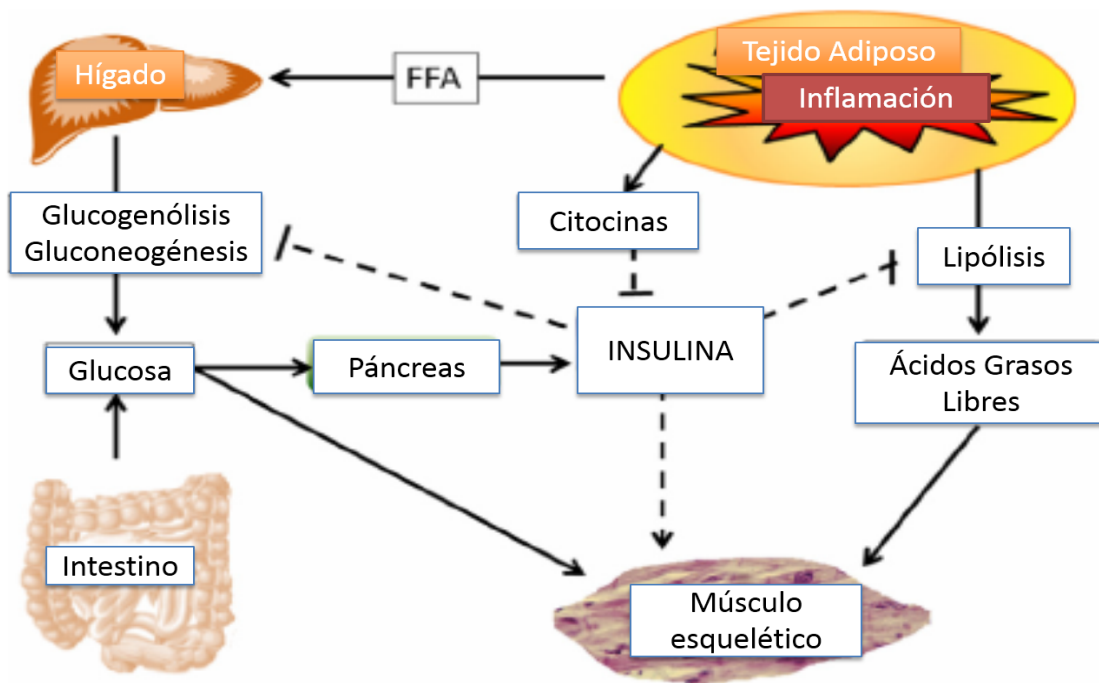 Hígado
FFA
Tejido Adiposo
Inflamación
Glucogenólisis
Gluconeogénesis
Citocinas
Lipólisis
Glucosa
Páncreas
INSULINA
Ácidos Grasos
Libres
Intestino
Músculo
esquelético